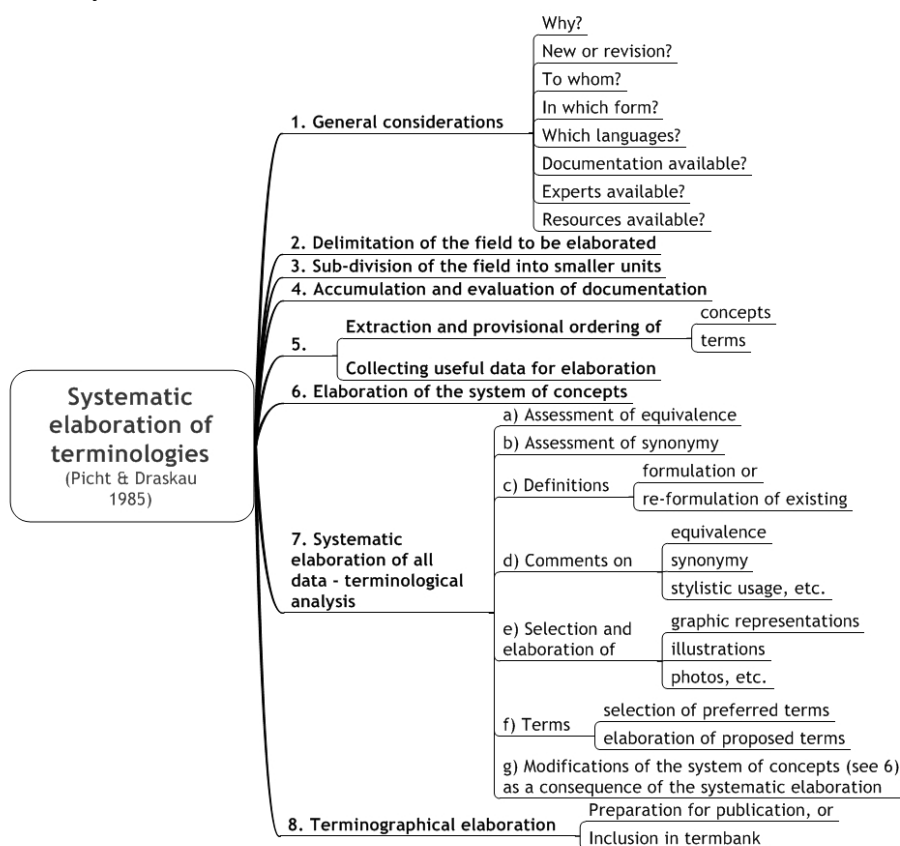 Systematic
elaboration of
terminologies
(Picht & Draskau
1985)
1. General considerations
Why?
New or revision?
To whom?
In which form?
Which languages?
Documentation available?
Experts available?
Resources available?
2. Delimitation of the field to be elaborated
3. Sub-division of the field into smaller units
4. Accumulation and evaluation of documentation
5.
Extraction and provisional ordering of
concepts
terms
Collecting useful data for elaboration
6. Elaboration of the system of concepts
7. Systematic
elaboration of all
data - terminological
analysis
a) Assessment of equivalence
b) Assessment of synonymy
c) Definitions
formulation or
re-formulation of existing
d) Comments on
equivalence
synonymy
stylistic usage, etc.
e) Selection and
elaboration of
graphic representations
illustrations
photos, etc.
f) Terms
selection of preferred terms
elaboration of proposed terms
g) Modifications of the system of concepts (see 6)
as a consequence of the systematic elaboration
8. Terminographical elaboration
Preparation for publication, or
Inclusion in termbank